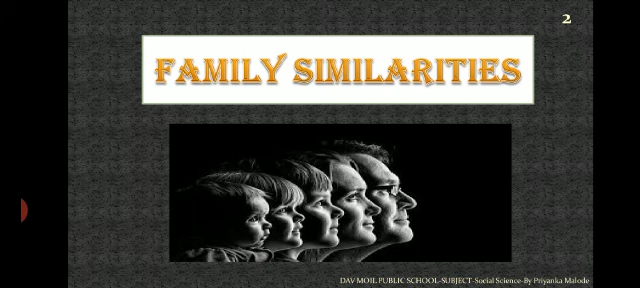 2
FAMILY SIMILARITIES
DAV MOIL PUBLIC SCHOOL-SUBJECT-Social Science-By Priyanka Malode